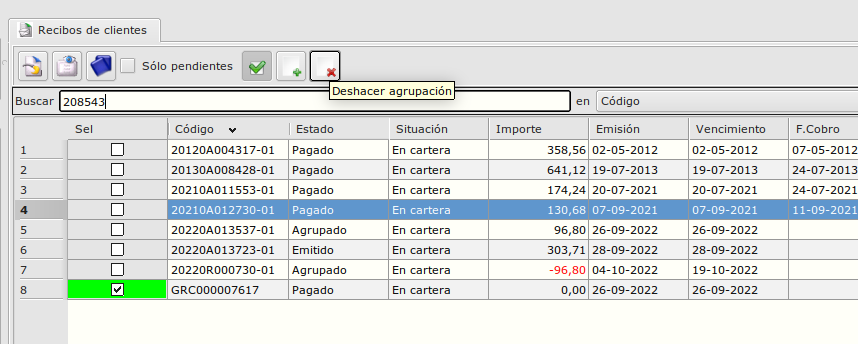 Recibos de clientes
Sólo pendientes
Deshacer agrupación
Buscar 208543 en Código
Sel Código Estado Situación Importe Emisión Vencimiento F.Cobro
1 20120A004317-01 Pagado En cartera 358,56 02-05-2012 02-05-2012 07-05-2012
2 20130A008428-01 Pagado En cartera 641,12 19-07-2013 19-07-2013 24-07-2013
3 20210A011553-01 Pagado En cartera 174,24 20-07-2021 20-07-2021 24-07-2021
4 20210A012730-01 Pagado En cartera 130,68 07-09-2021 07-09-2021 11-09-2021
5 20220A013537-01 Agrupado En cartera 96,80 26-09-2022 26-09-2022
6 20220A013723-01 Emitido En cartera 303,71 28-09-2022 28-09-2022
7 20220R000730-01 Agrupado En cartera -96,80 04-10-2022 19-10-2022
8 GRC000007617 Pagado En cartera 0,00 26-09-2022 26-09-2022